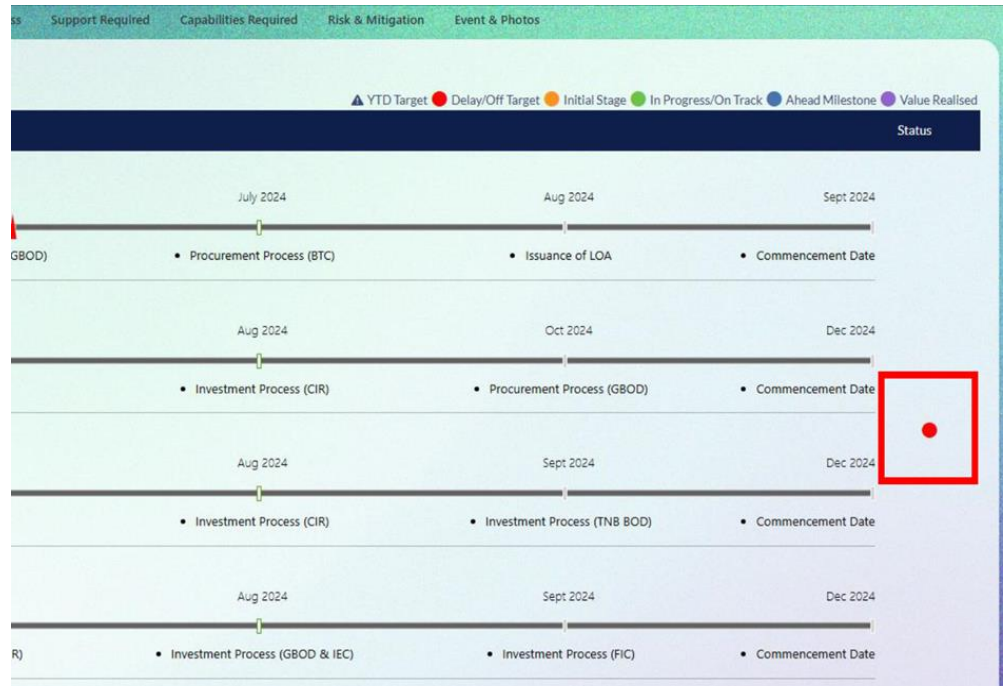 ss Support Required Capabilities Required Risk & Mitigation Event & Photos
YTD Target Delay/Off Target Initial Stage In Progress/On Track Ahead Milestone Value Realised
Status
July 2024 Aug 2024 Sept 2024
GBOD) • Procurement Process (BTC) • Issuance of LOA • Commencement Date
Aug 2024 Oct 2024 Dec 2024
• Investment Process (CIR) • Procurement Process (GBOD) • Commencement Date
Aug 2024 Sept 2024 Dec 2024
• Investment Process (CIR) • Investment Process (TNB BOD) • Commencement Date
Aug 2024 Sept 2024 Dec 2024
R) • Investment Process (GBOD & IEC) • Investment Process (FIC) • Commencement Date